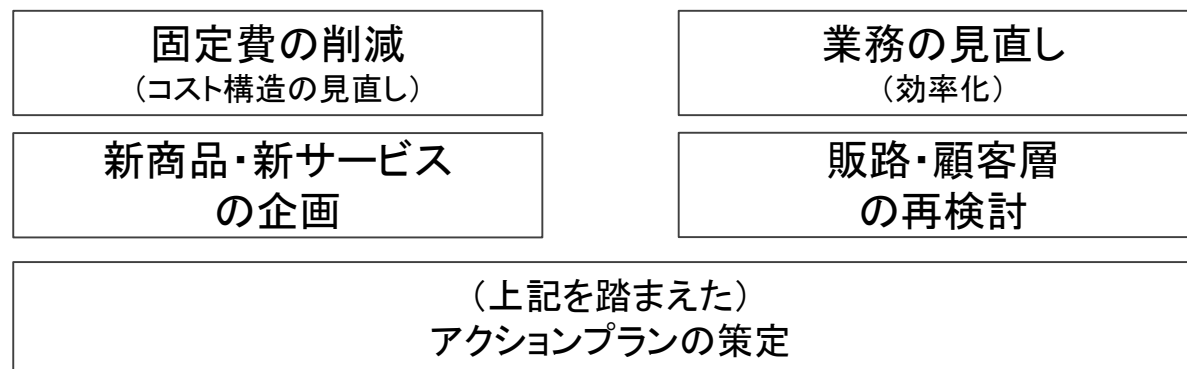 固定費の削減
（コスト構造の見直し）
業務の見直し
（効率化）
新商品・新サービス
の企画
販路・顧客層
の再検討
（上記を踏まえた）
アクションプランの策定